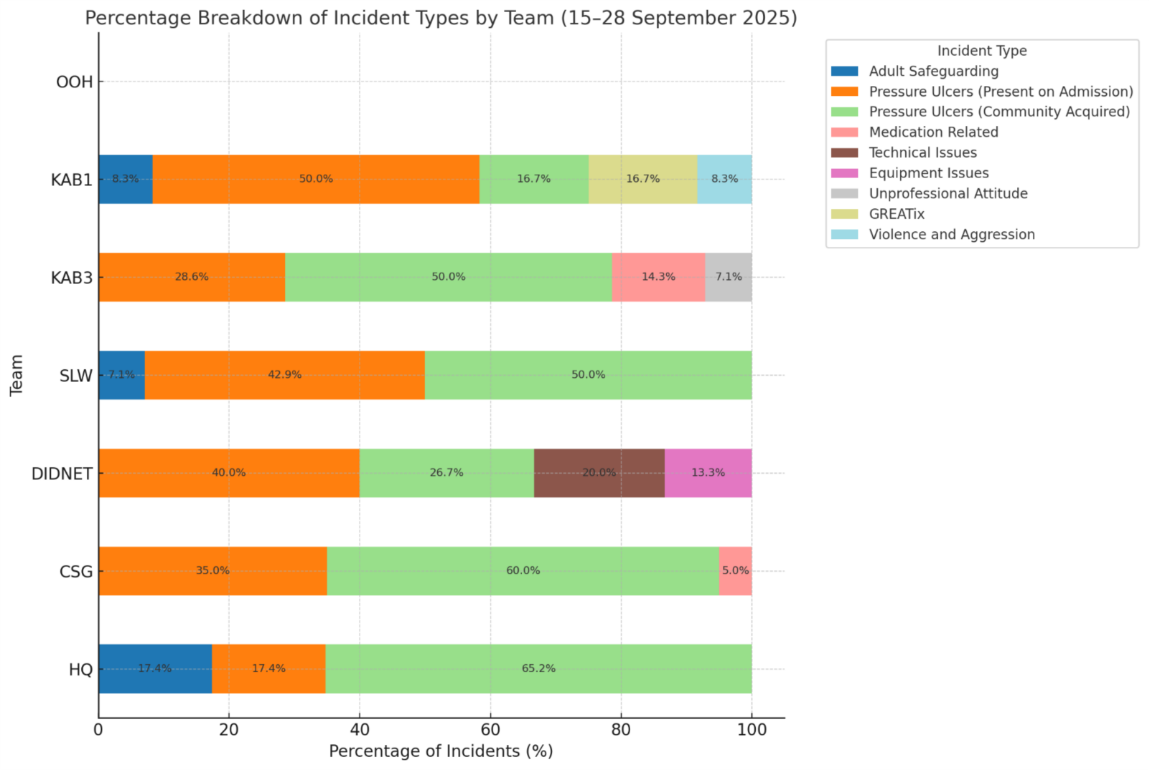 Percentage Breakdown of Incident Types by Team (15–28 September 2025)
Incident Type
Adult Safeguarding
Pressure Ulcers (Present on Admission)
Pressure Ulcers (Community Acquired)
Medication Related
Technical Issues
Equipment Issues
Unprofessional Attitude
GREATix
Violence and Aggression
Team
OOH
KAB1 8.3% 50.0% 16.7% 16.7% 8.3%
KAB3 28.6% 50.0% 14.3% 7.1%
SLW 7.1% 42.9% 50.0%
DIDNET 40.0% 26.7% 20.0% 13.3%
CSG 35.0% 60.0% 5.0%
HQ 17.4% 17.4% 65.2%
0 20 40 60 80 100
Percentage of Incidents (%)